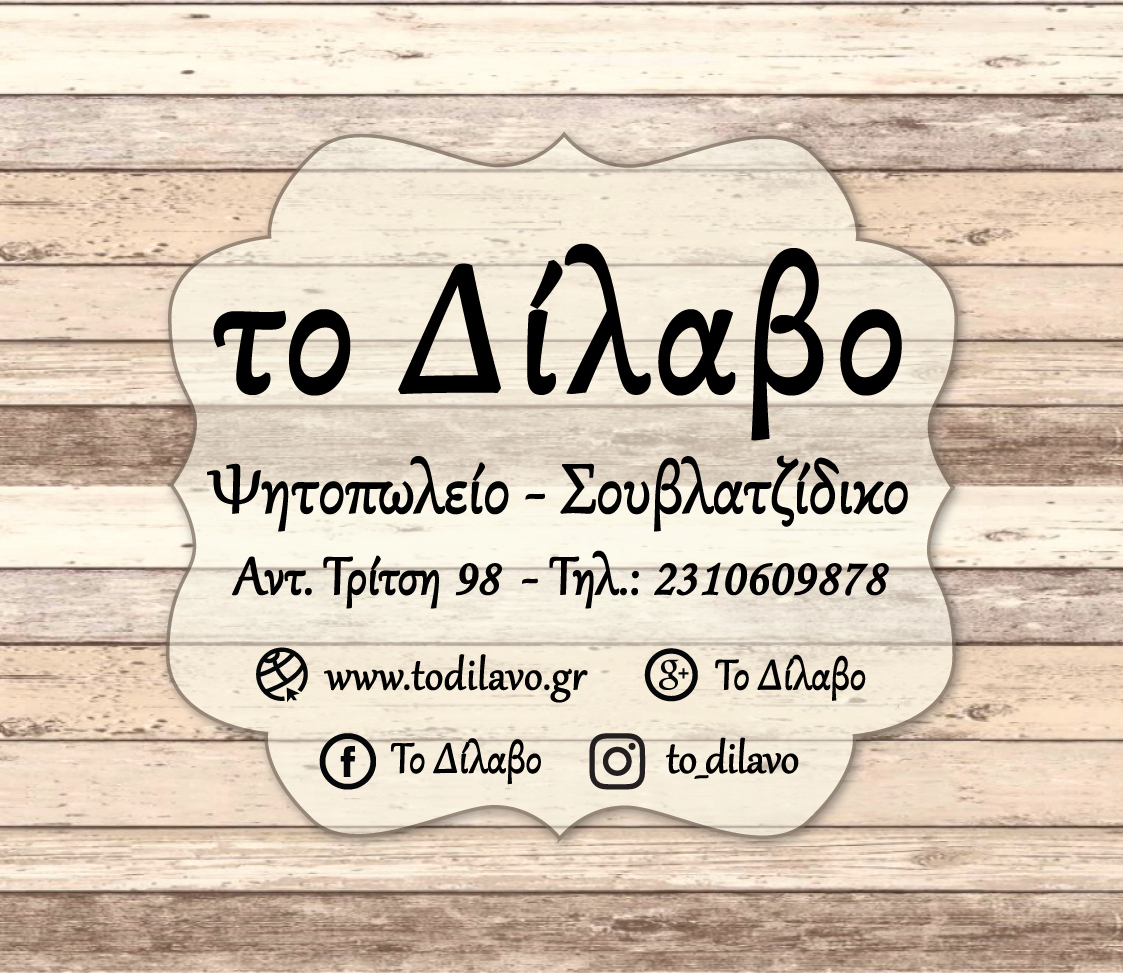 το Δίλαβο
Ψητοπωλείο - Σουβλατζίδικο
Αντ. Τρίτση 98 - Τηλ.: 2310609878
www.todilavo.gr g+ Το Δίλαβο
f Το Δίλαβο to_dilavo